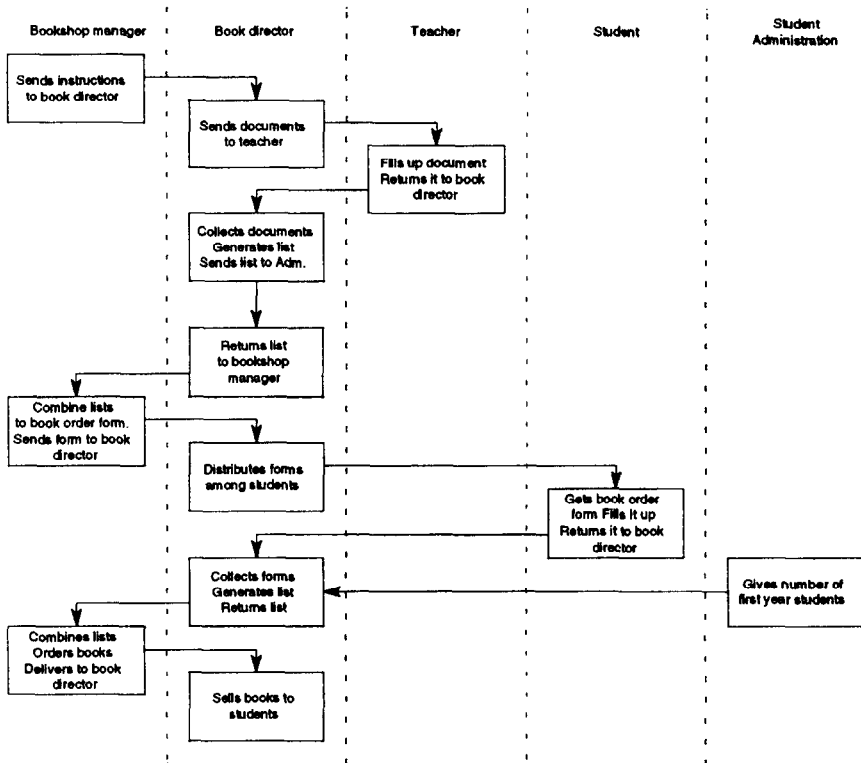 Bookshop manager
Book director
Teacher
Student
Student
Administration
Sends instructions
to book director
Sends documents
to teacher
Fills up document
Returns it to book
director
Collects documents
Generates list
Sends list to Adm.
Returns list
to bookshop
manager
Combine lists
to book order form.
Sends form to book
director
Distributes forms
among students
Gets book order
form Fills it up
Returns it to book
director
Collects forms
Generates list
Returns list
Gives number of
first year students
Combines lists
Orders books
Delivers to book
director
Sells books to
students